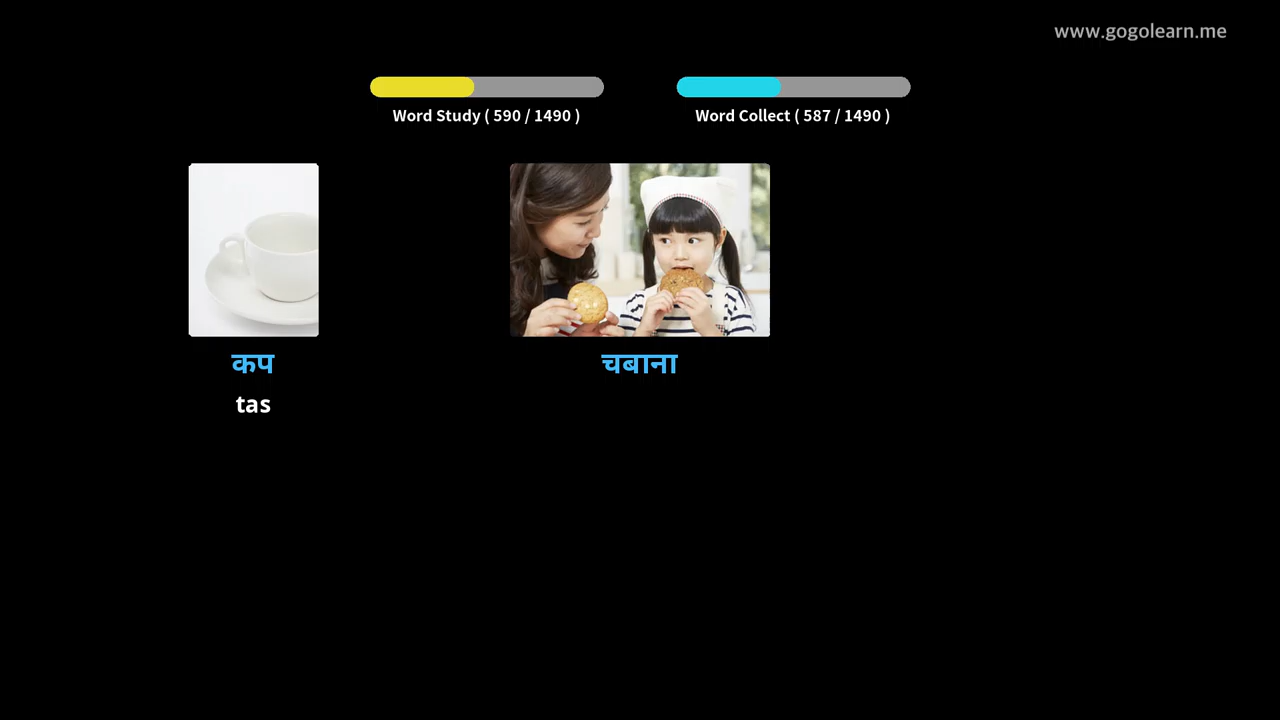 www.gogolearn.me
Word Study ( 590 / 1490 )
Word Collect ( 587 / 1490 )
कप
चबाना
tas